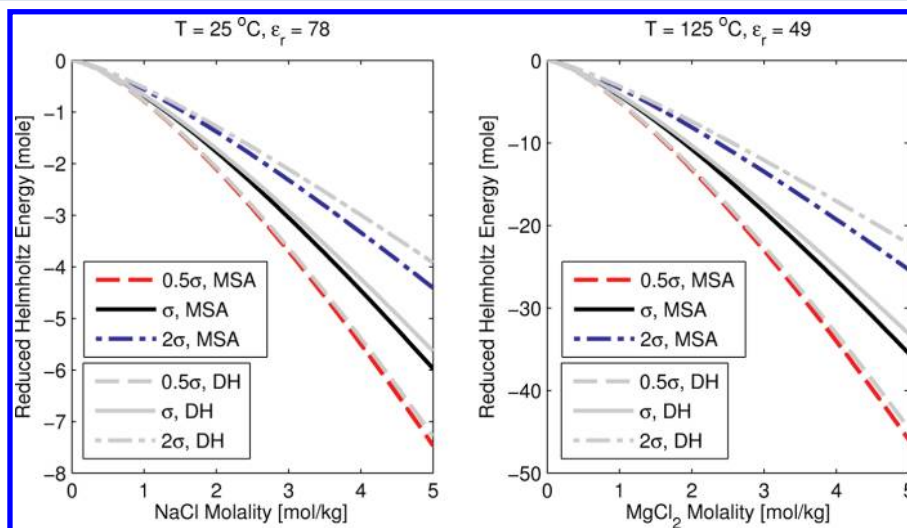 T = 25 °C, εr = 78
Reduced Helmholtz Energy [mole]
0
−1
−2
−3
−4
−5
−6
−7
−8
0.5σ, MSA
σ, MSA
2σ, MSA
0.5σ, DH
σ, DH
2σ, DH
0 1 2 3 4 5
NaCl Molality [mol/kg]
T = 125 °C, εr = 49
Reduced Helmholtz Energy [mole]
0
−10
−20
−30
−40
−50
0.5σ, MSA
σ, MSA
2σ, MSA
0.5σ, DH
σ, DH
2σ, DH
0 1 2 3 4 5
MgCl2 Molality [mol/kg]